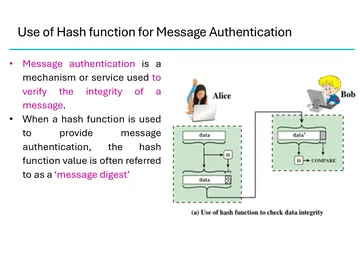 Use of Hash function for Message Authentication
• Message authentication is a
mechanism or service used to
verify the integrity of a
message.
• When a hash function is used
to provide message
authentication, the hash
function value is often referred
to as a 'message digest'
Alice
Bob
data
H
data
data'
H
COMPARE
(a) Use of hash function to check data integrity